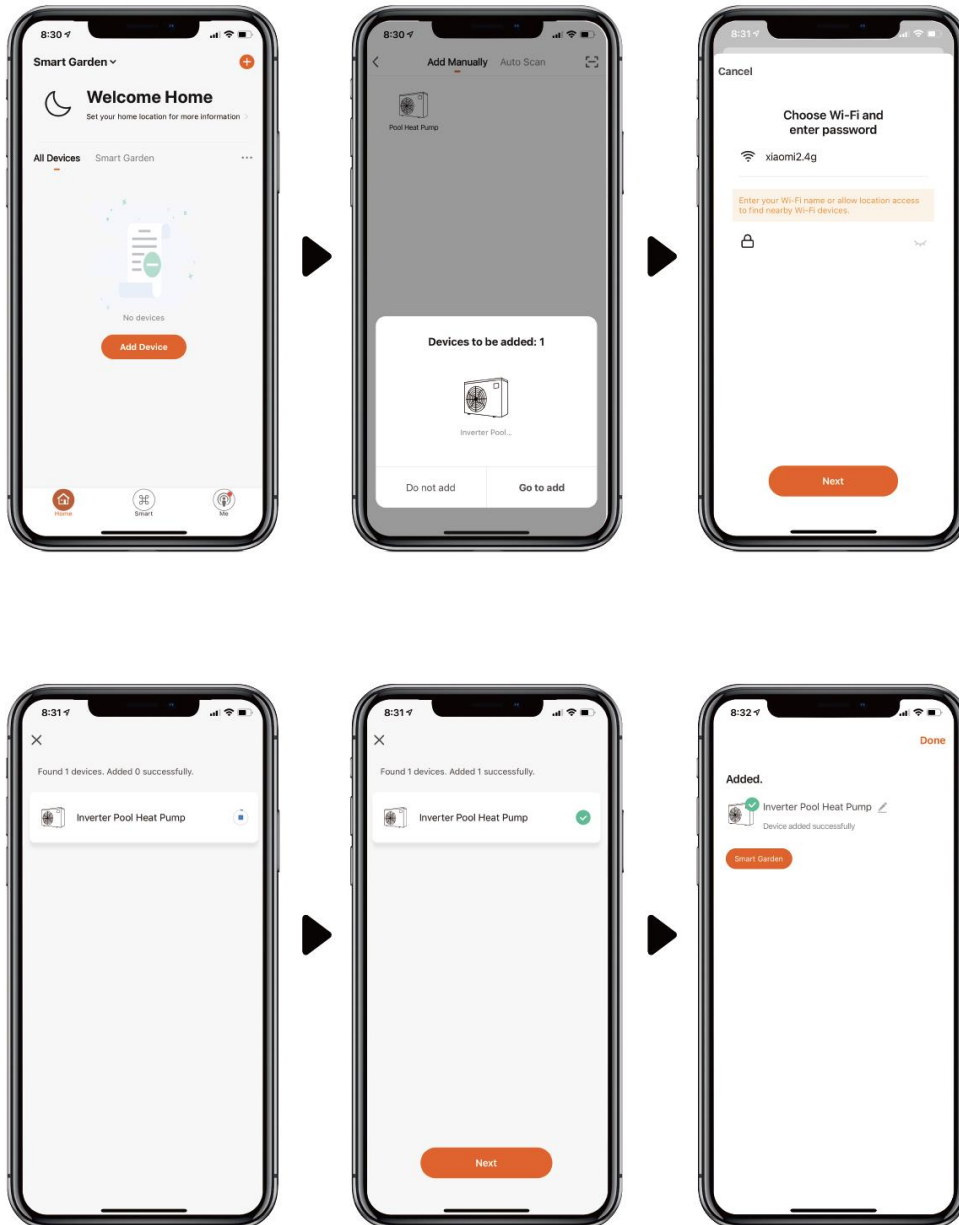 8:30
Smart Garden
Welcome Home
Set your home location for more information
All Devices Smart Garden
No devices
Add Device
Home Smart Me
8:30
Add Manually Auto Scan
Pool Heat Pump
Devices to be added: 1
Inverter Pool...
Do not add Go to add
8:31
Cancel
Choose Wi-Fi and
enter password
xiaomi2.4g
Enter your Wi-Fi name or allow location access
to find nearby Wi-Fi devices.
Next
8:31
Found 1 devices. Added 0 successfully.
Inverter Pool Heat Pump
8:31
Found 1 devices. Added 1 successfully.
Inverter Pool Heat Pump
Next
8:32
Done
Added.
Inverter Pool Heat Pump
Device added successfully
Smart Garden